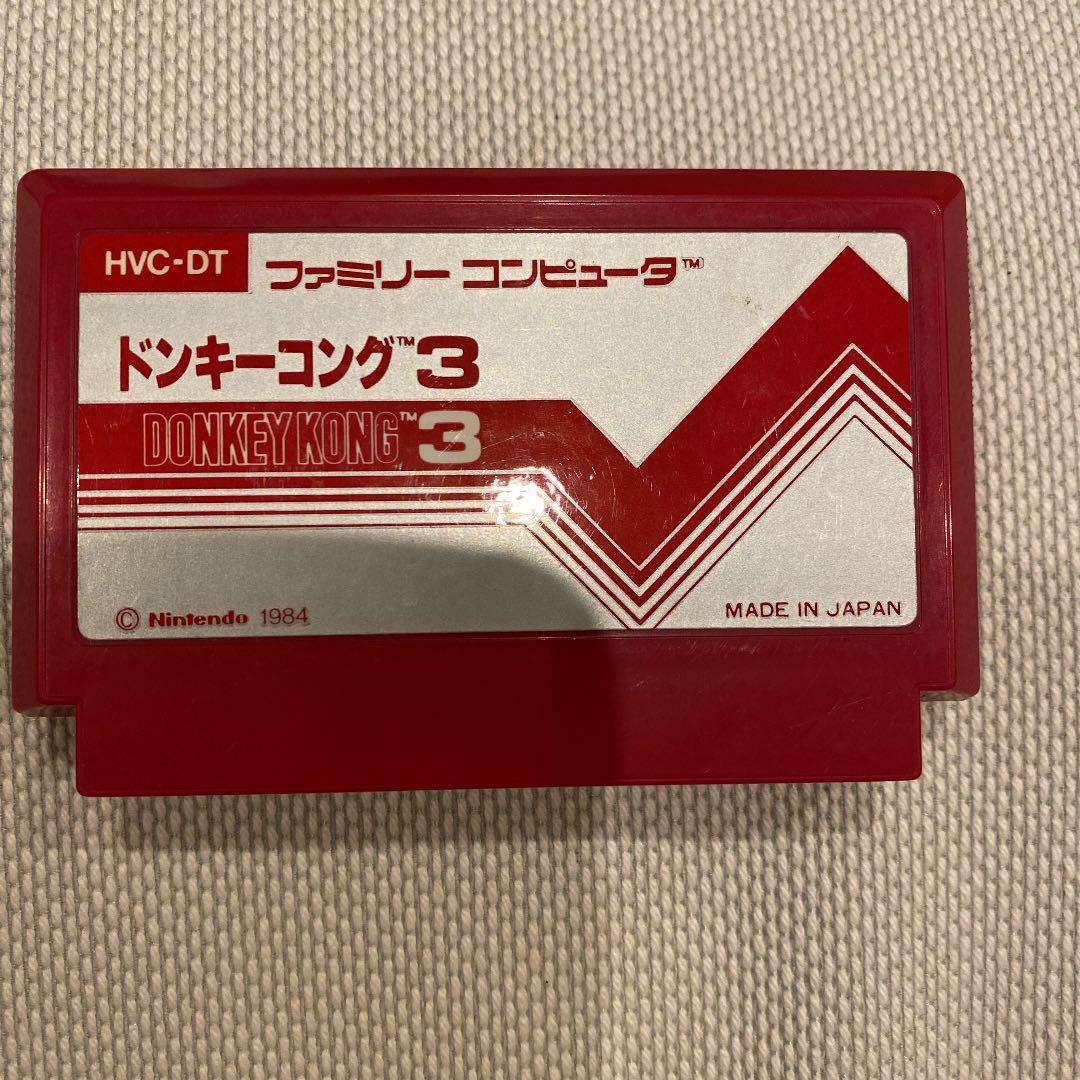 HVC-DT
ファミリー コンピュータ™
ドンキーコング™3
DONKEY KONG™3
© Nintendo 1984
MADE IN JAPAN